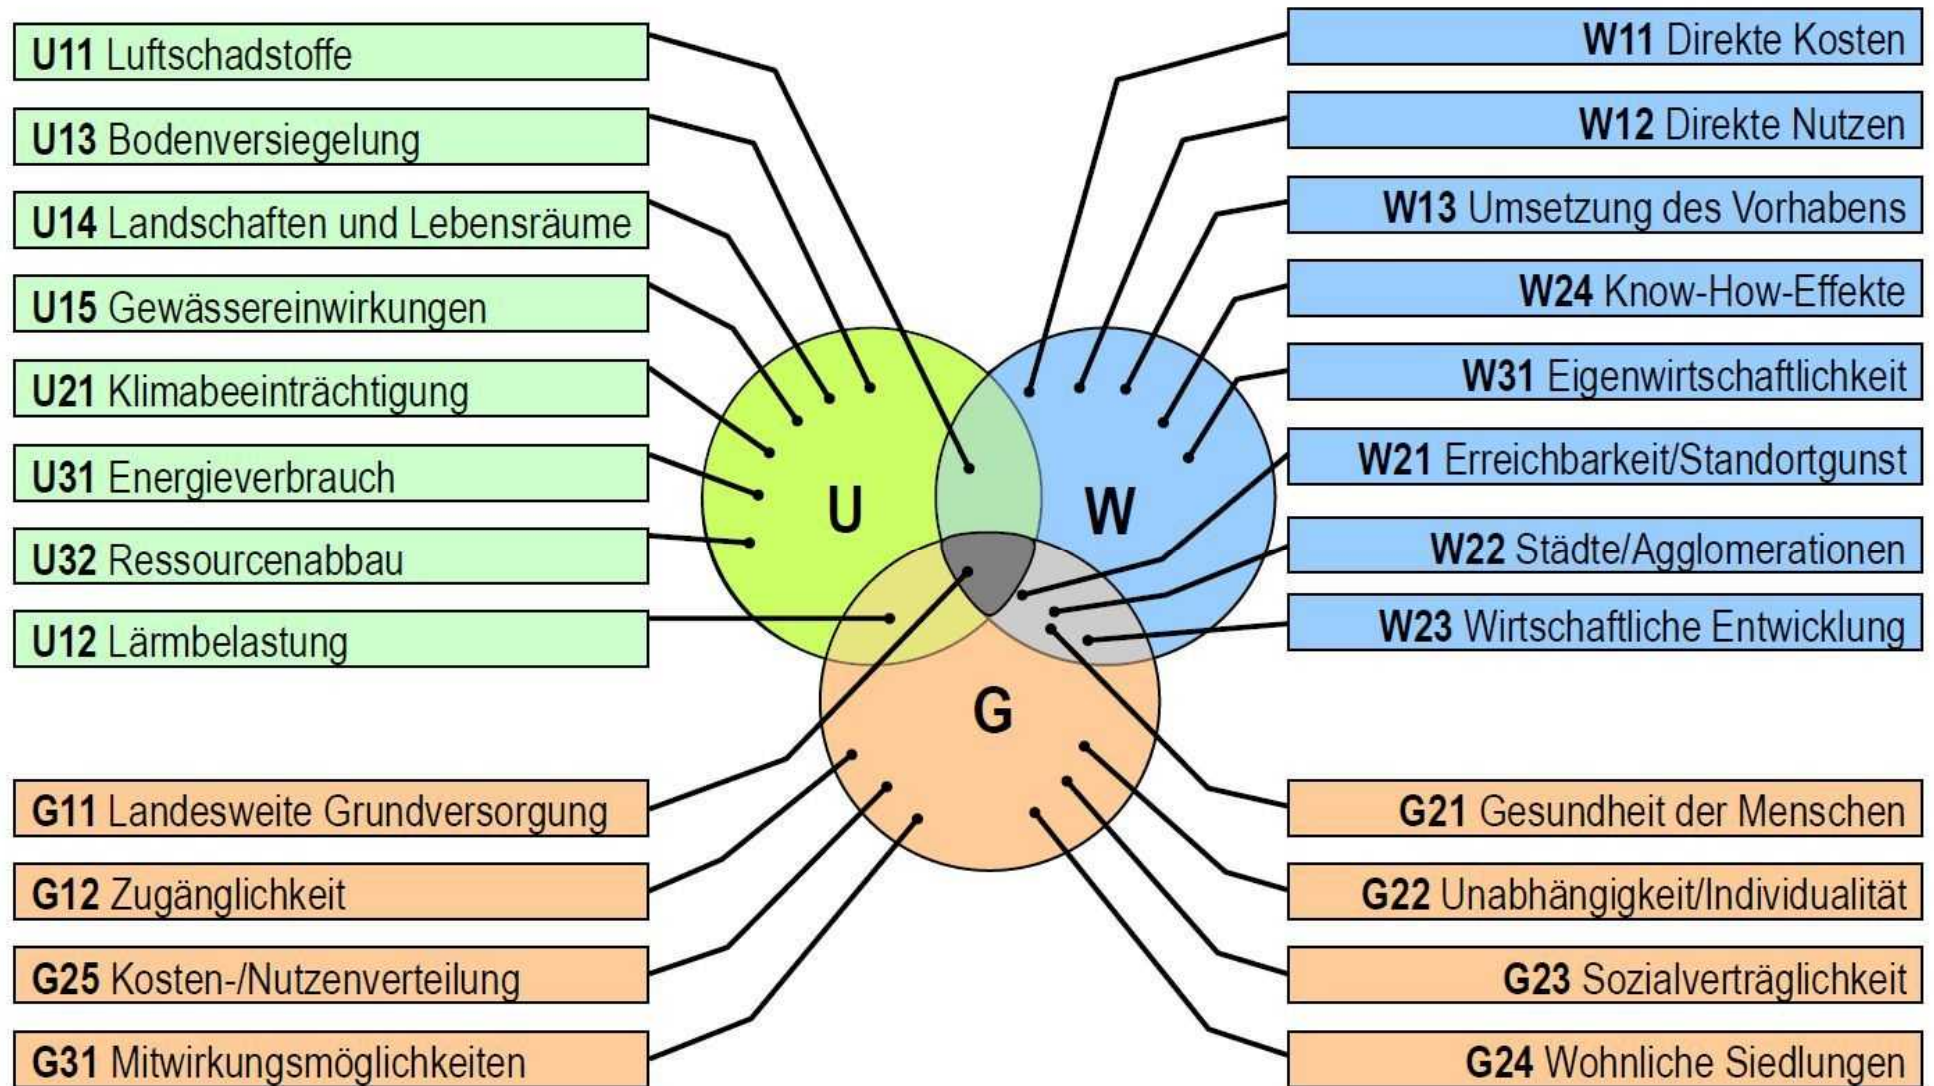 U11 Luftschadstoffe
U13 Bodenversiegelung
U14 Landschaften und Lebensräume
U15 Gewässereinwirkungen
U21 Klimabeeinträchtigung
U31 Energieverbrauch
U32 Ressourcenabbau
U12 Lärmbelastung
W11 Direkte Kosten
W12 Direkte Nutzen
W13 Umsetzung des Vorhabens
W24 Know-How-Effekte
W31 Eigenwirtschaftlichkeit
W21 Erreichbarkeit/Standortgunst
W22 Städte/Agglomerationen
W23 Wirtschaftliche Entwicklung
U
W
G
G11 Landesweite Grundversorgung
G12 Zugänglichkeit
G25 Kosten-/Nutzenverteilung
G31 Mitwirkungsmöglichkeiten
G21 Gesundheit der Menschen
G22 Unabhängigkeit/Individualität
G23 Sozialverträglichkeit
G24 Wohnliche Siedlungen